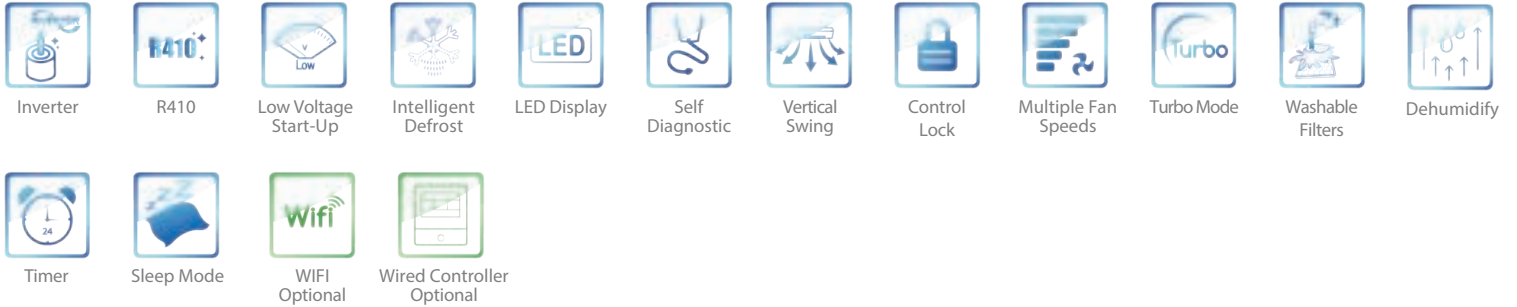 R410
V
Low
LED
Turbo
Inverter
R410
Low Voltage
Start-Up
Intelligent
Defrost
LED Display
Self
Diagnostic
Vertical
Swing
Control
Lock
Multiple Fan
Speeds
Turbo Mode
Washable
Filters
Dehumidify
24
Wifi
Timer
Sleep Mode
WIFI
Optional
Wired Controller
Optional